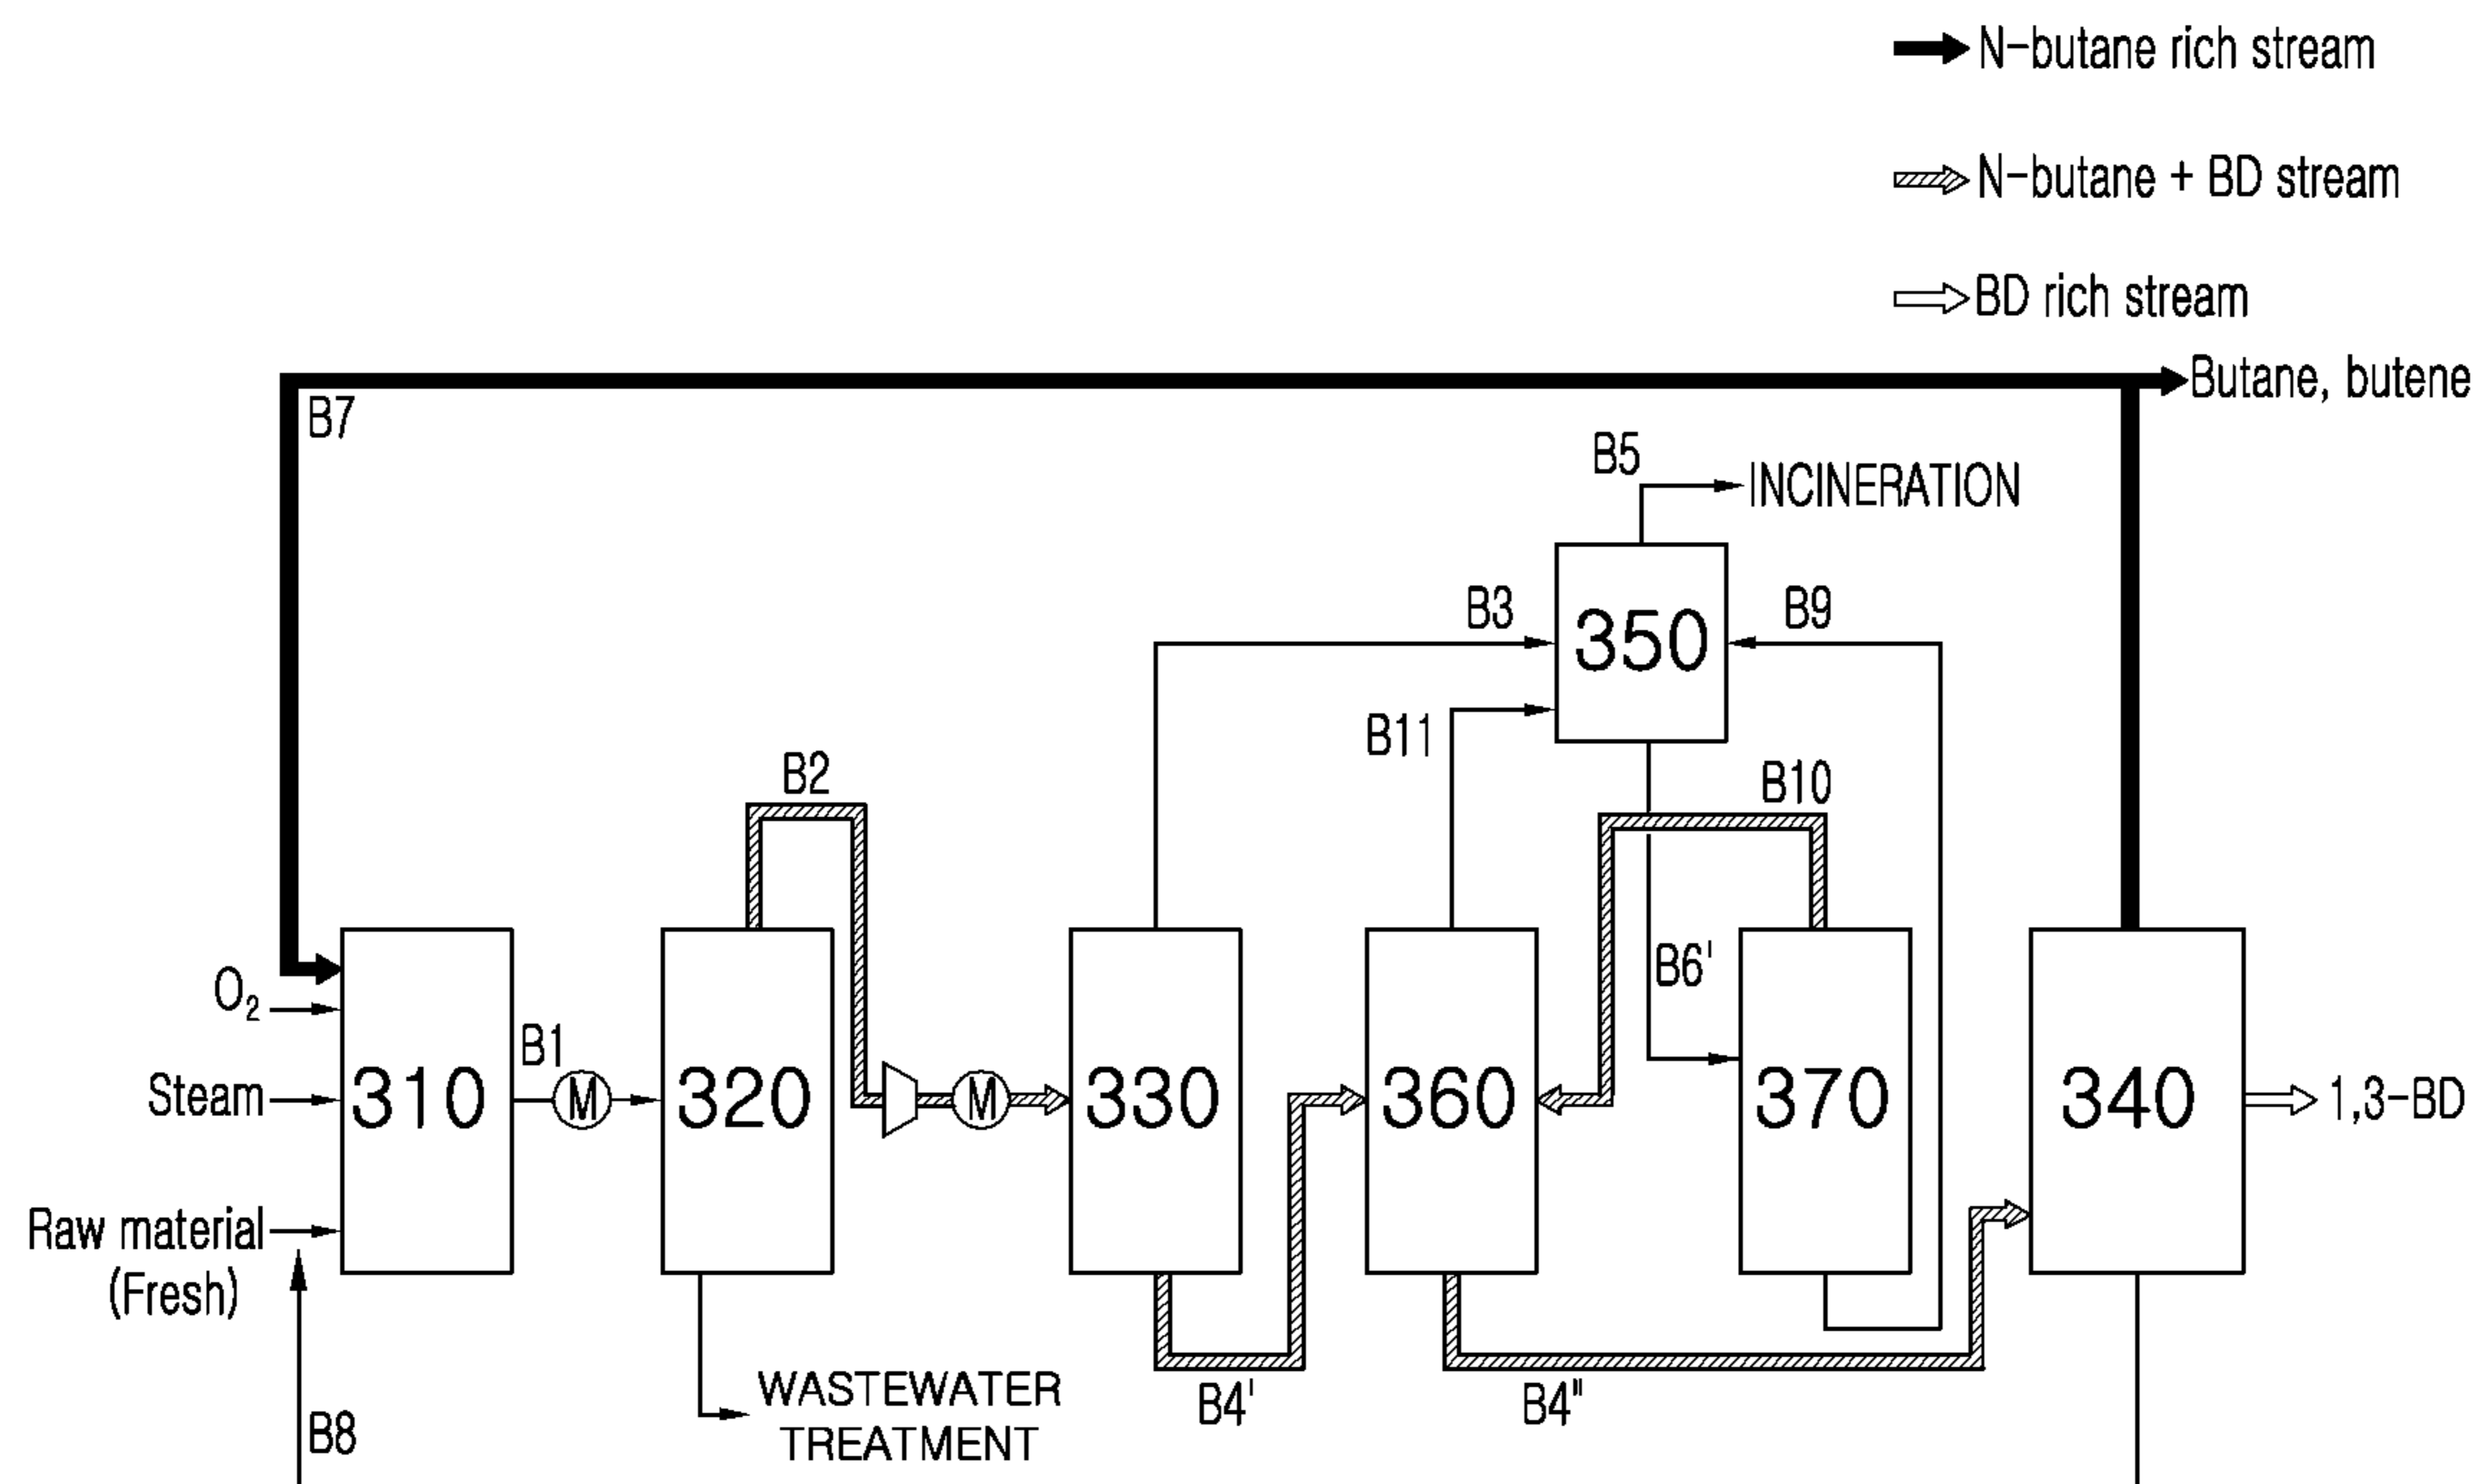 N-butane rich stream
N-butane + BD stream
BD rich stream
Butane, butene
B7
B5
INCINERATION
B3
350
B9
B11
B2
B10
B6'
O₂
B1
Steam
310
M
320
M
330
360
370
340
1,3-BD
Raw material
(Fresh)
B4'
B4"
WASTEWATER
TREATMENT
B8